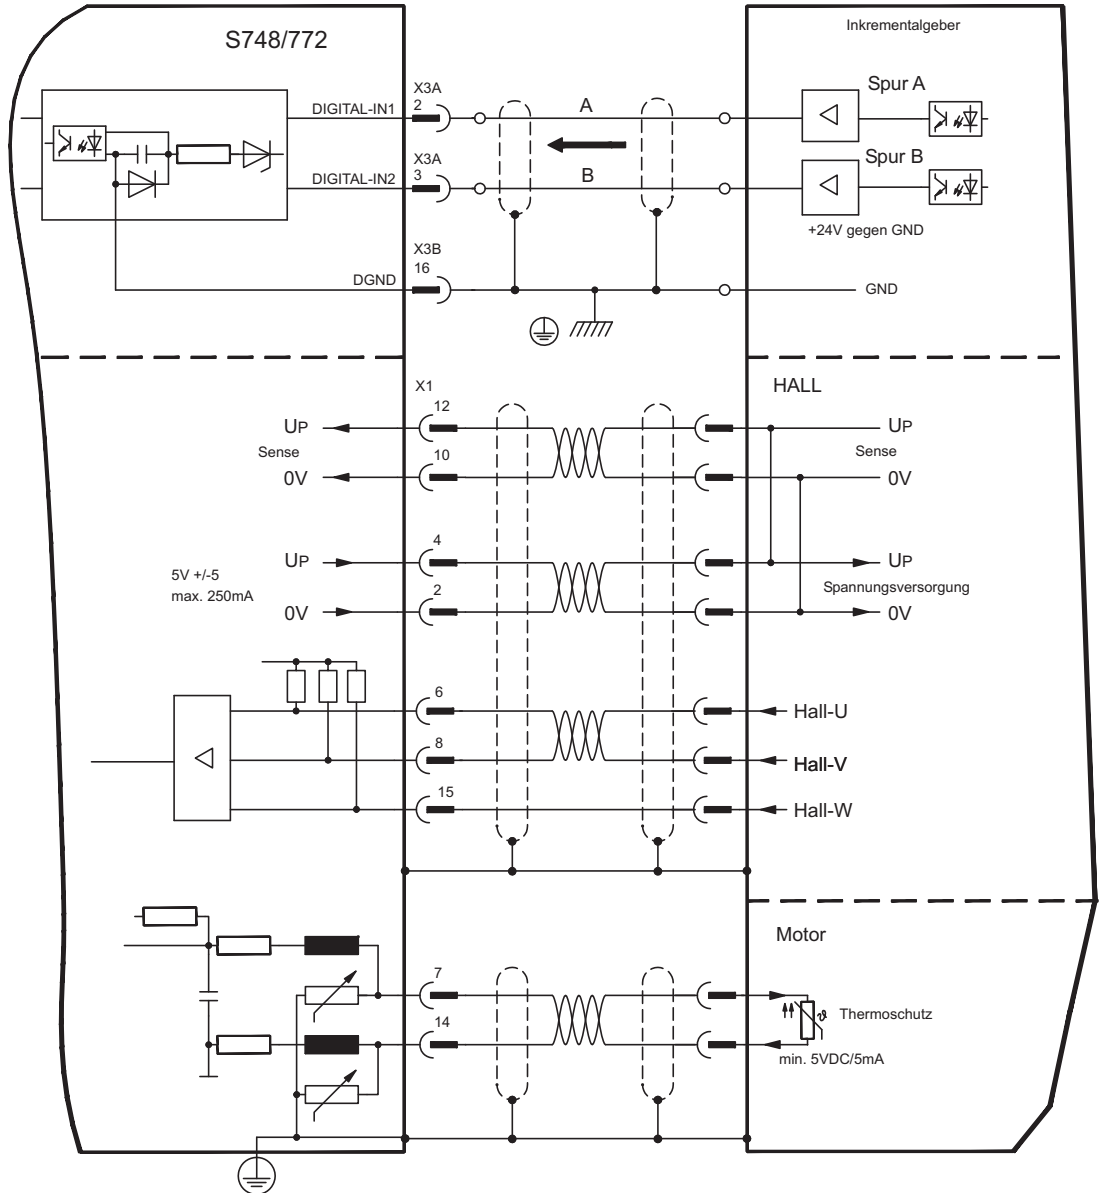 Inkrementalgeber
S748/772
X3A
2
DIGITAL-IN1
A
Spur A
X3A
3
DIGITAL-IN2
B
Spur B
+24V gegen GND
X3B
16
DGND
GND
X1
HALL
12
UP
UP
Sense
Sense
10
0V
0V
4
UP
UP
5V +/-5
max. 250mA
Spannungsversorgung
2
0V
0V
6
Hall-U
8
Hall-V
15
Hall-W
Motor
7
14
ϑ
Thermoschutz
min. 5VDC/5mA